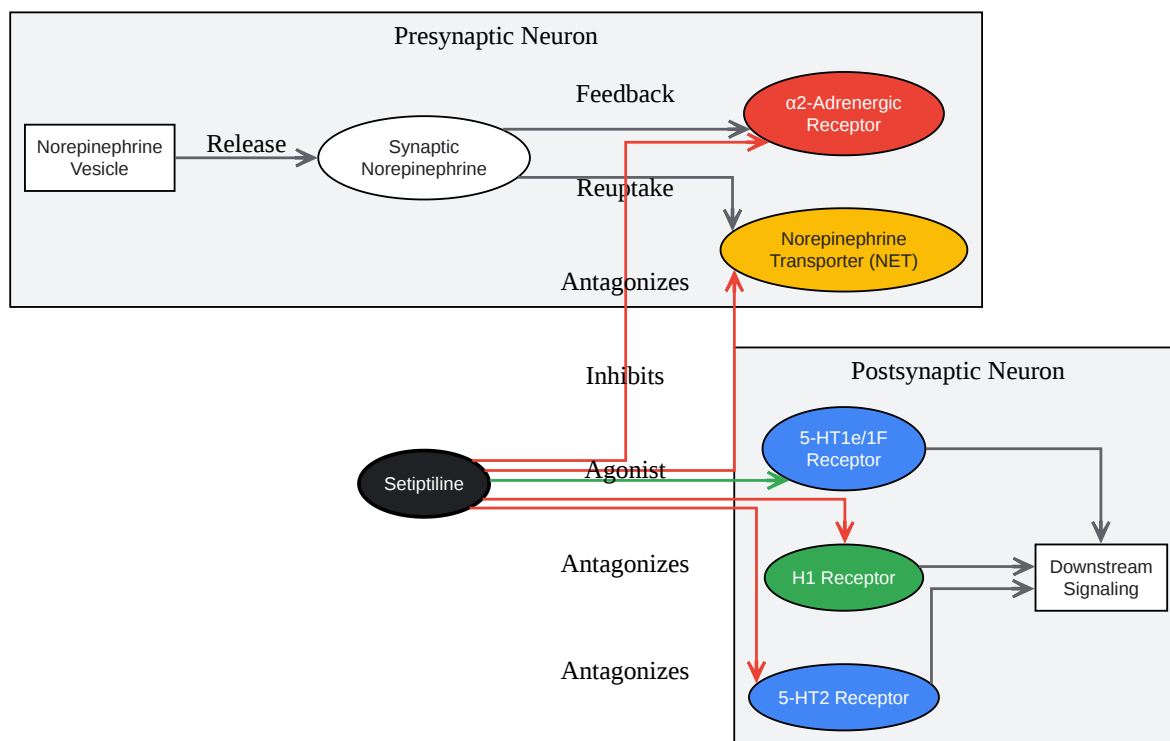 Presynaptic Neuron
Feedback
α2-Adrenergic
Receptor
Norepinephrine
Vesicle
Release
Synaptic
Norepinephrine
Reuptake
Norepinephrine
Transporter (NET)
Antagonizes
Inhibits
Postsynaptic Neuron
5-HT1e/1F
Receptor
Setiptiline
Agonist
Antagonizes
H1 Receptor
Downstream
Signaling
Antagonizes
5-HT2 Receptor